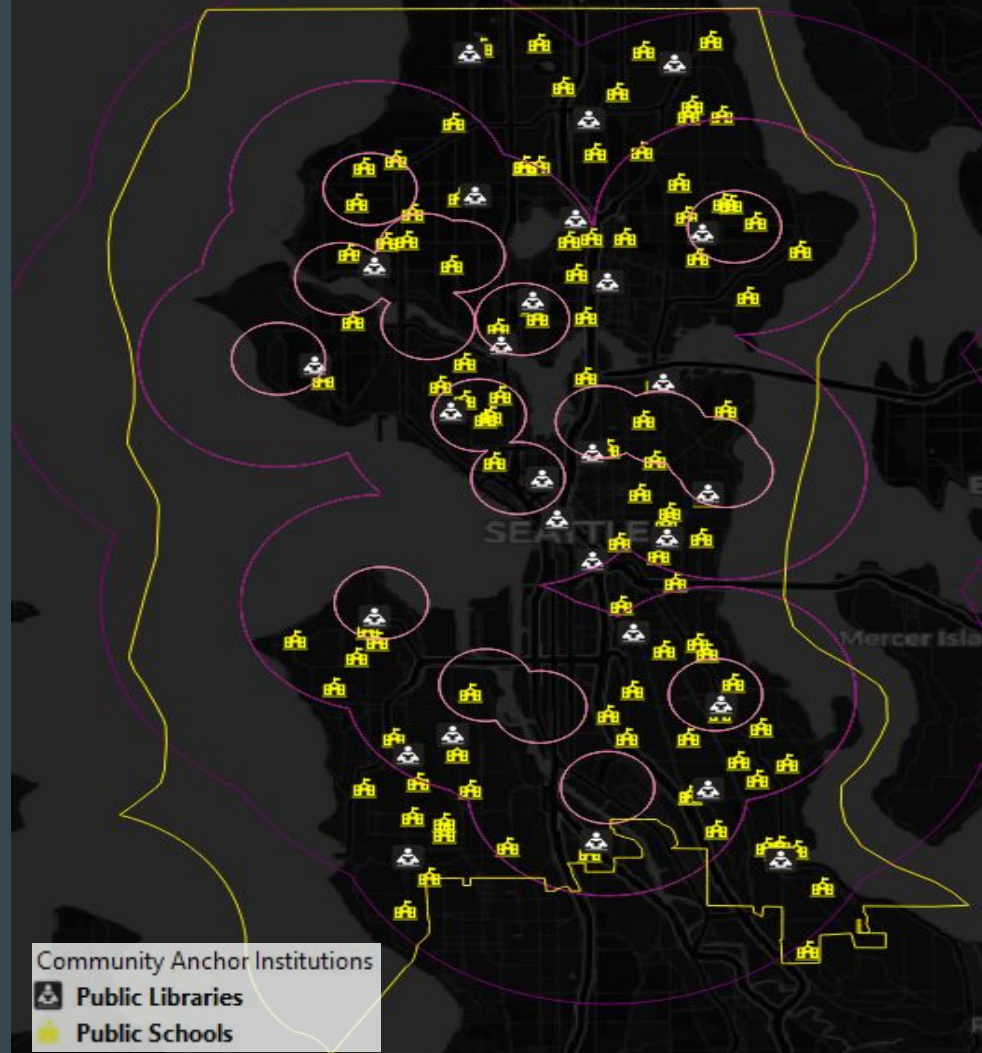 SEATTLE
Mercer Isla
Community Anchor Institutions
Public Libraries
Public Schools